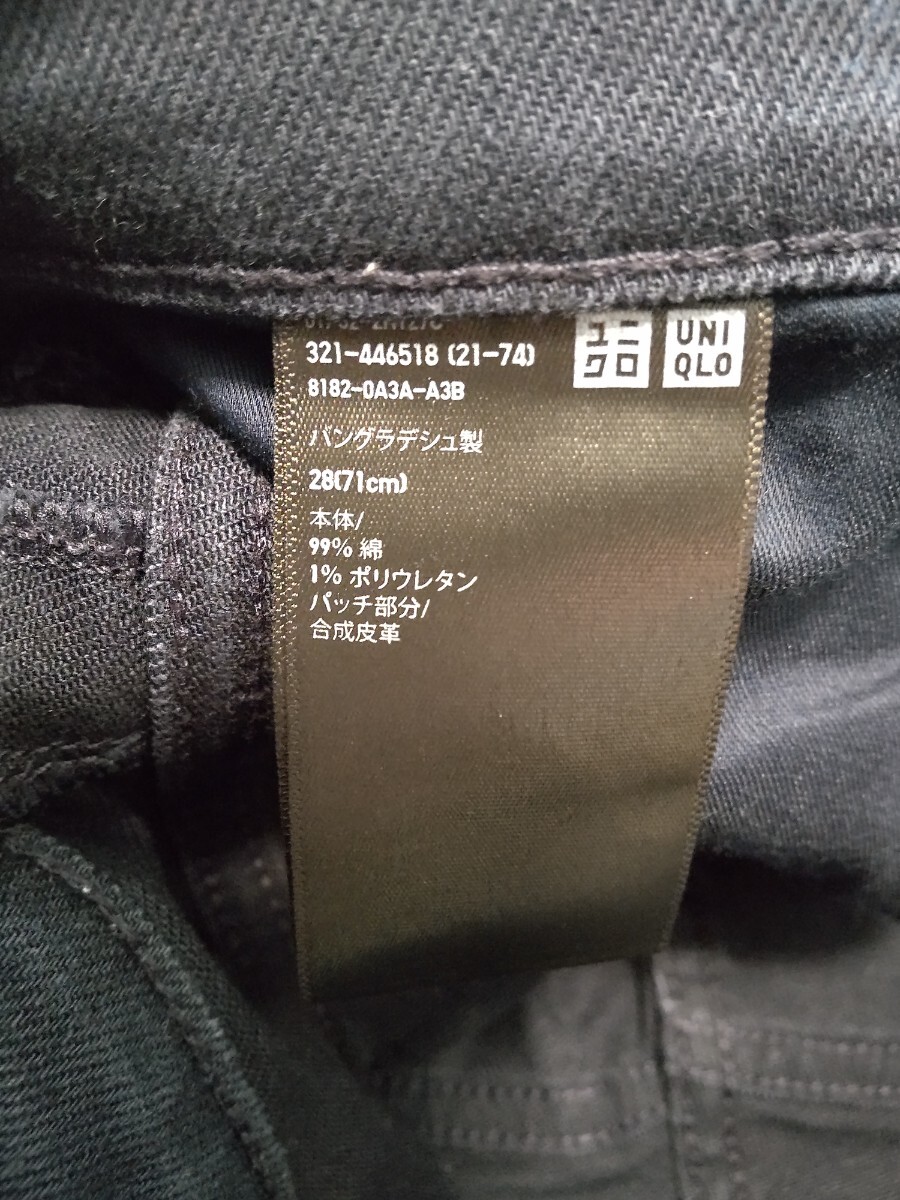 ユニ
クロ
UNI
QLO
321-446518 (21-74)
8182-0A3A-A3B
バングラデシュ製
28(71cm)
本体/
99% 綿
1% ポリウレタン
パッチ部分/
合成皮革